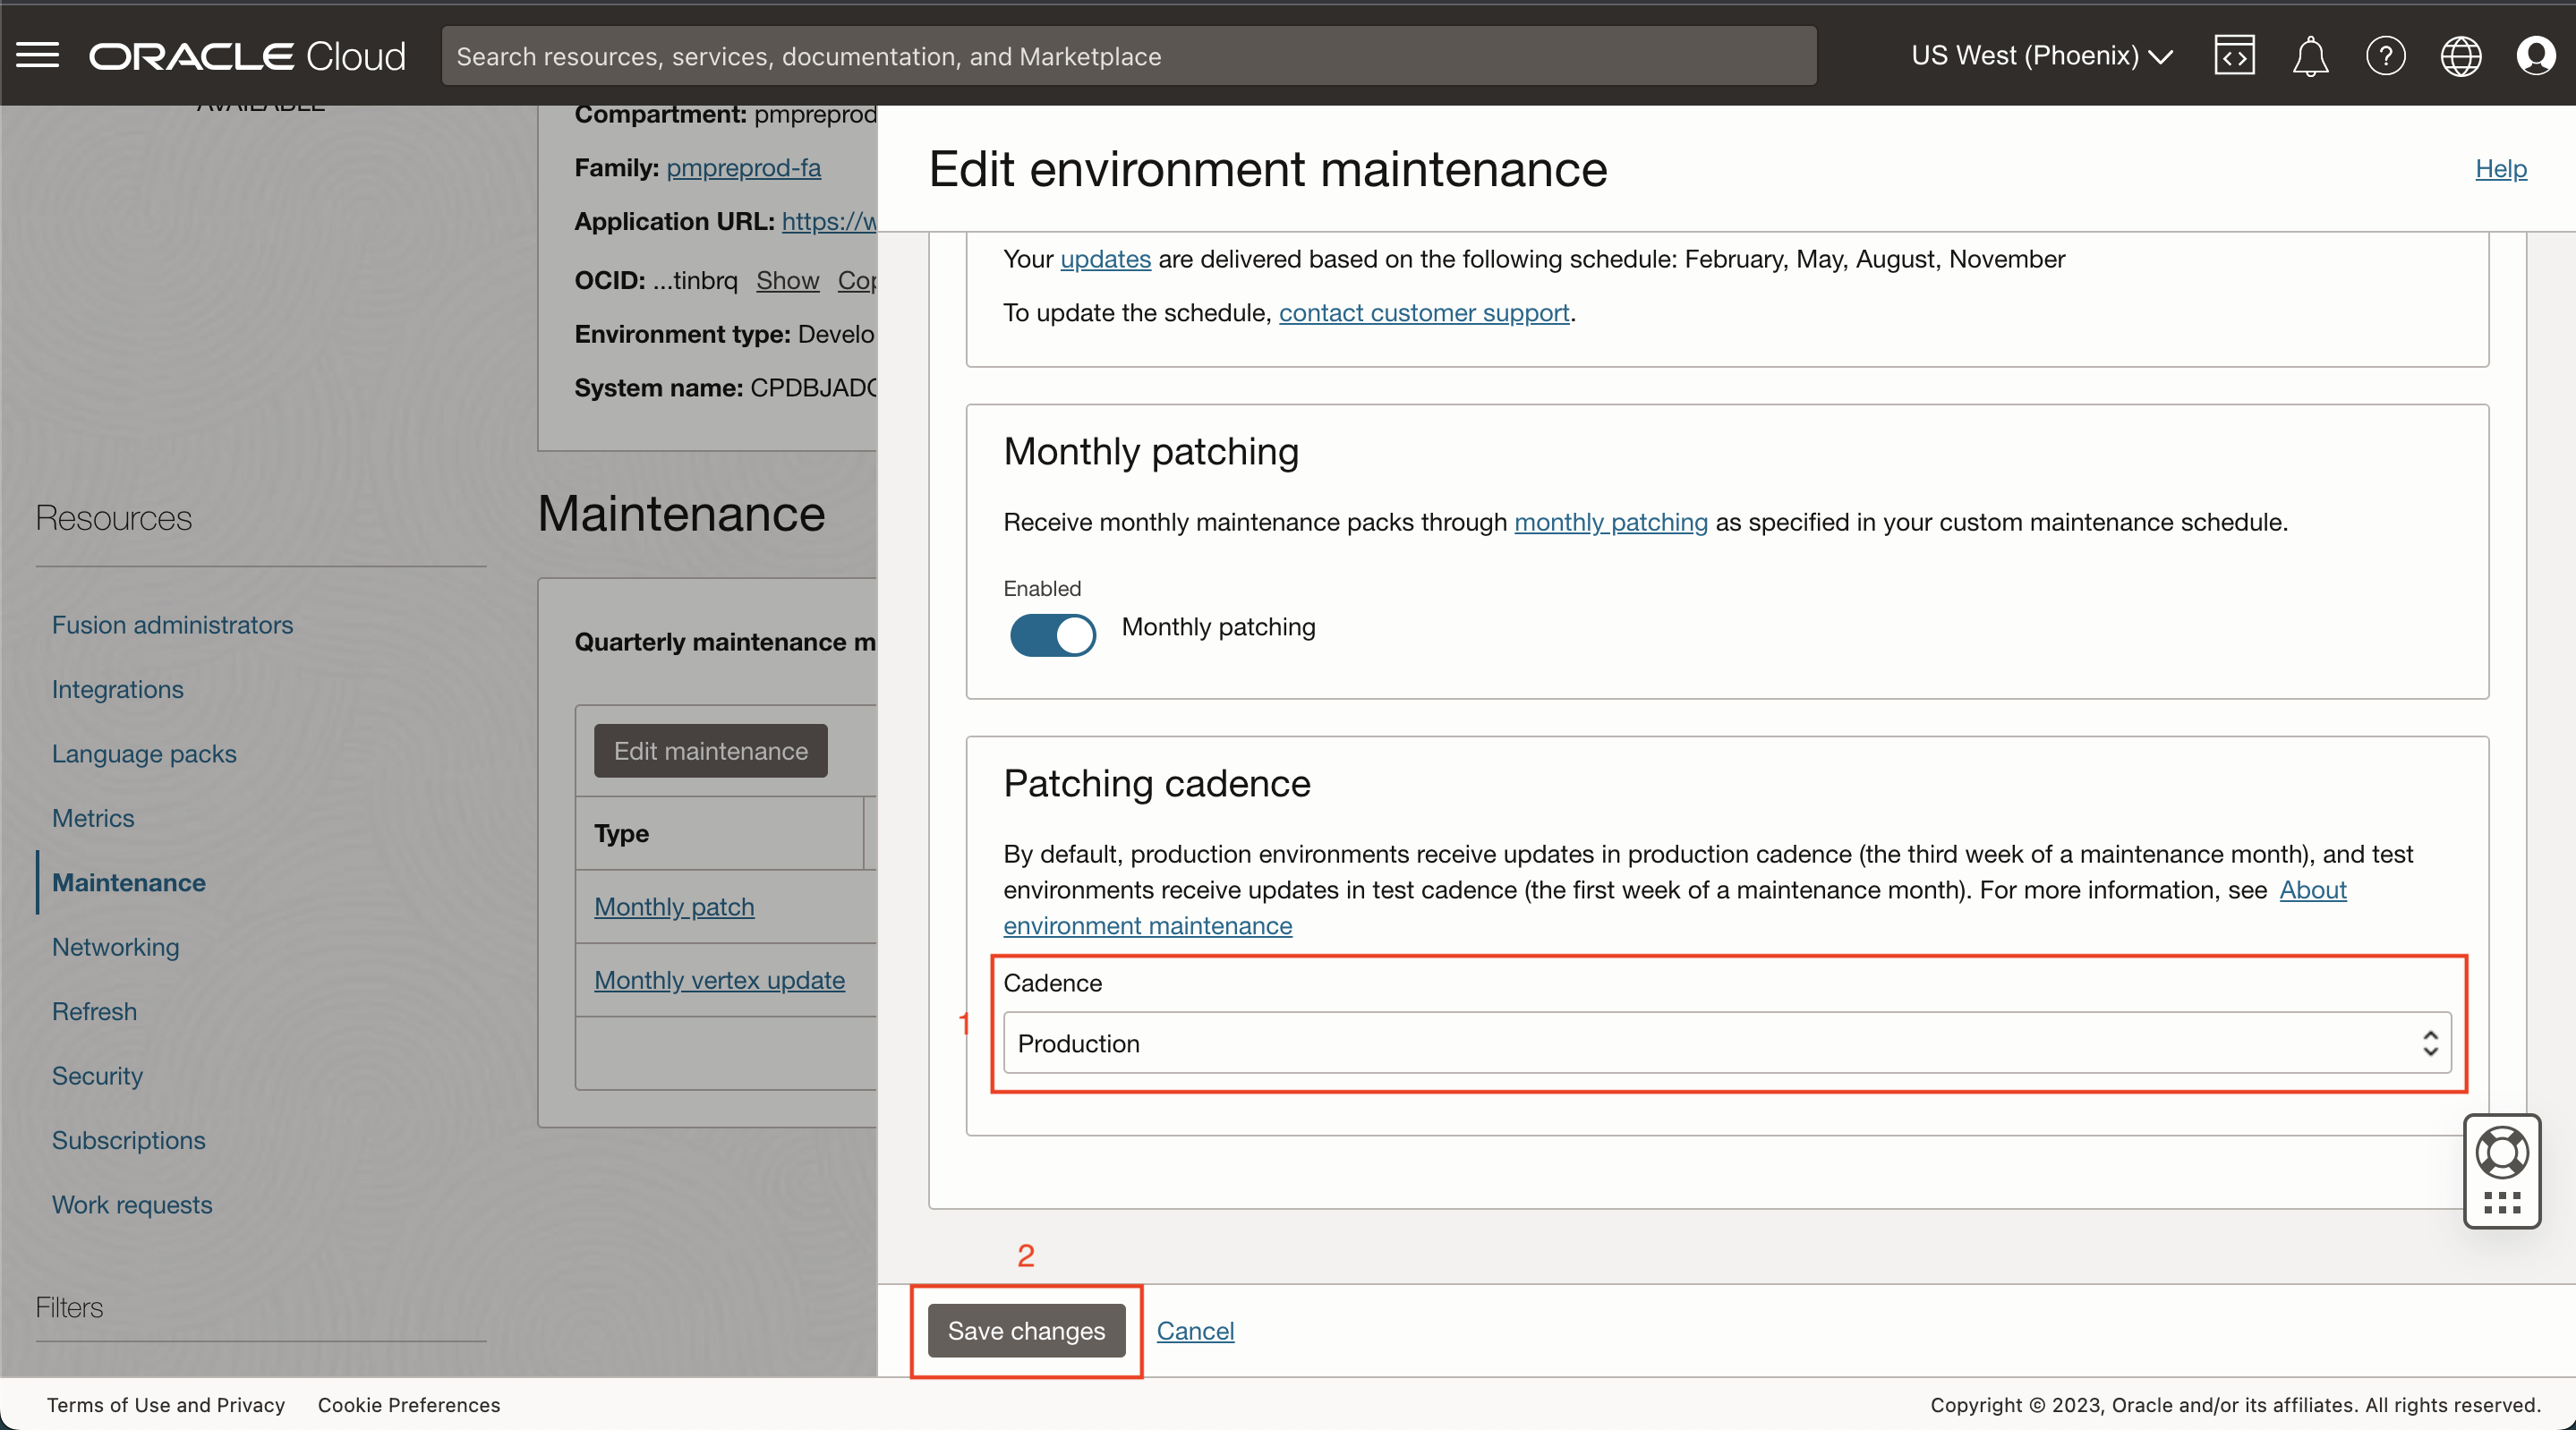 ORACLE Cloud
Search resources, services, documentation, and Marketplace
US West (Phoenix)
AVAILABLE
Compartment: pmpreprod
Family: pmpreprod-fa
Application URL: https://w
OCID: ...tinbrq Show Cop
Environment type: Develo
System name: CPDBJADC
Resources
Fusion administrators
Integrations
Language packs
Metrics
Maintenance
Networking
Refresh
Security
Subscriptions
Work requests
Filters
Maintenance
Quarterly maintenance m
Edit maintenance
Type
Monthly patch
Monthly vertex update
Edit environment maintenance
Help
Your updates are delivered based on the following schedule: February, May, August, November
To update the schedule, contact customer support.
Monthly patching
Receive monthly maintenance packs through monthly patching as specified in your custom maintenance schedule.
Enabled
Monthly patching
Patching cadence
By default, production environments receive updates in production cadence (the third week of a maintenance month), and test
environments receive updates in test cadence (the first week of a maintenance month). For more information, see About
environment maintenance
Cadence
1
Production
2
Save changes Cancel
Terms of Use and Privacy Cookie Preferences
Copyright © 2023, Oracle and/or its affiliates. All rights reserved.